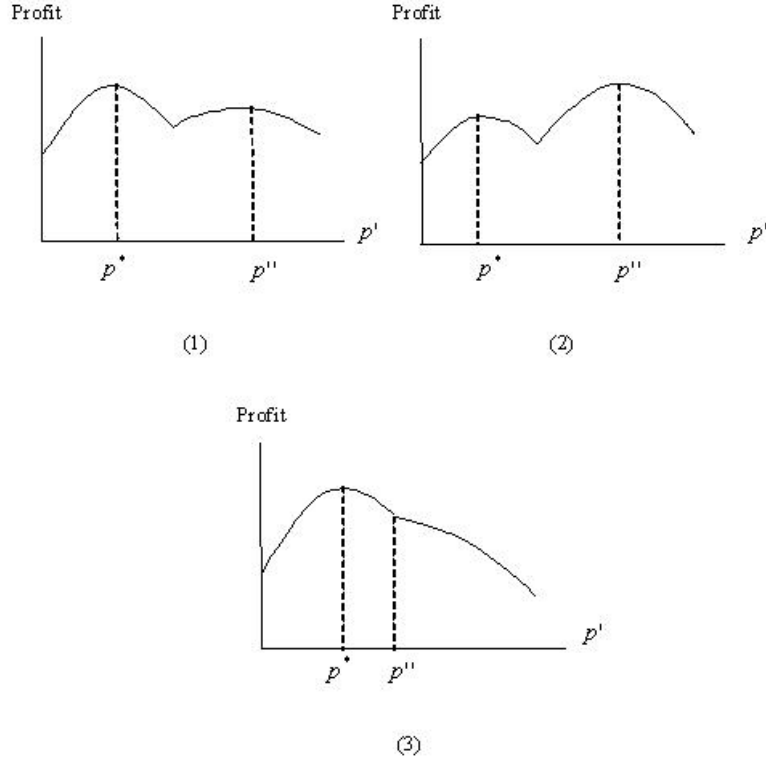 Profit
p'
p* p''
(1)
Profit
p'
p* p''
(2)
Profit
p'
p* p''
(3)